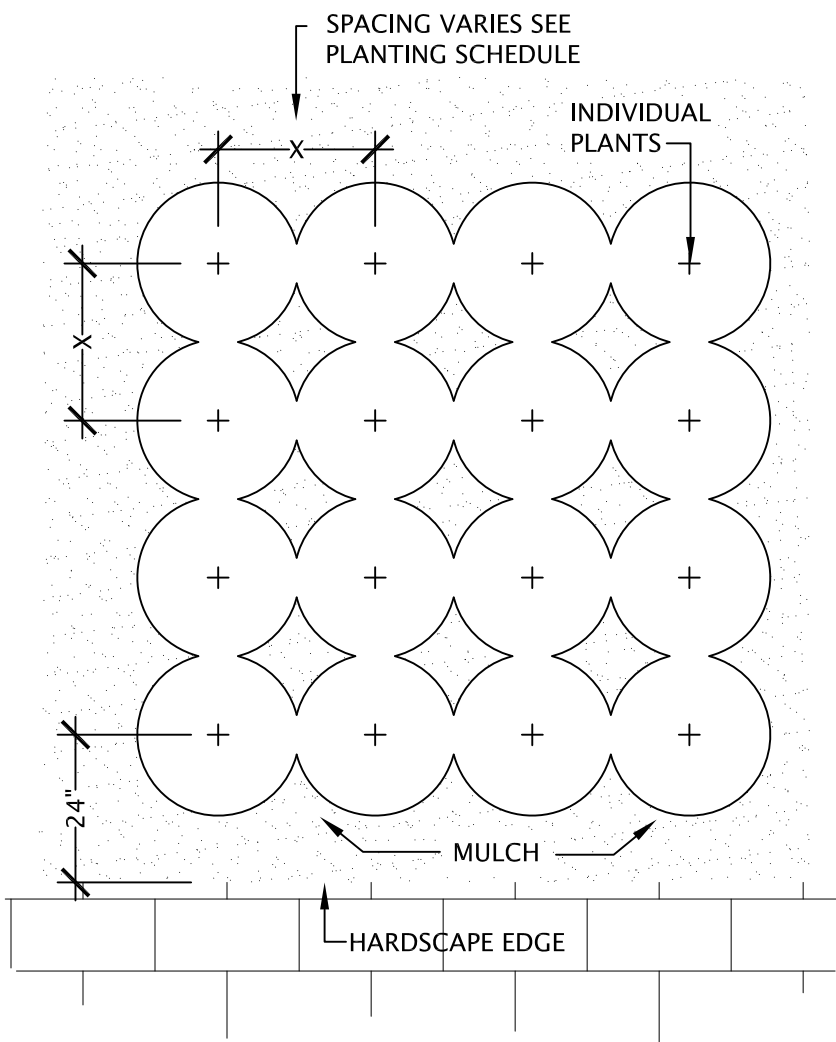 SPACING VARIES SEE
PLANTING SCHEDULE
INDIVIDUAL
PLANTS
X
X
24"
MULCH
HARDSCAPE EDGE